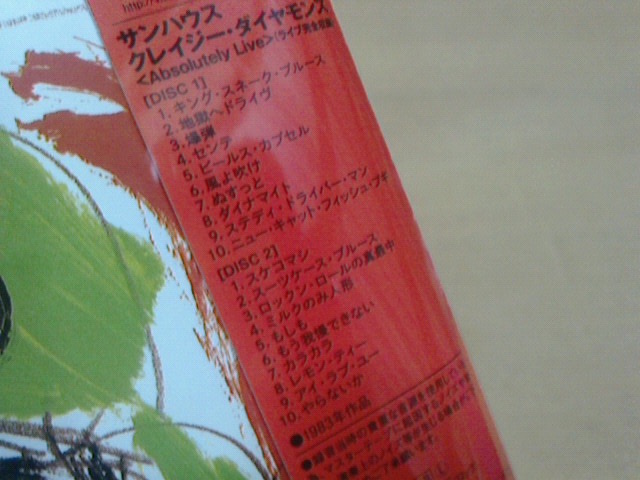 サンハウス
クレイジー・ダイヤモンズ
<Absolutely Live>(ライブ完全収録)
[DISC 1]
1. キング・スネーク・ブルース
2. 地獄へドライヴ
3. 爆弾
4. センテ
5. ビールス・カプセル
6. 風よ吹け
7. ぬすっと
8. ダイナマイト
9. ステディ・ドライバー・マン
10. ニュー・キャット・フィッシュ・ブギ
[DISC 2]
1. スケコマシ
2. スーツケース・ブルース
3. ロックン・ロールの真最中
4. ミルクのみ人形
5. もしも
6. もう我慢できない
7. ガラガラ
8. レモン・ティー
9. アイ・ラブ・ユー
10. やらないか
●1983年作品